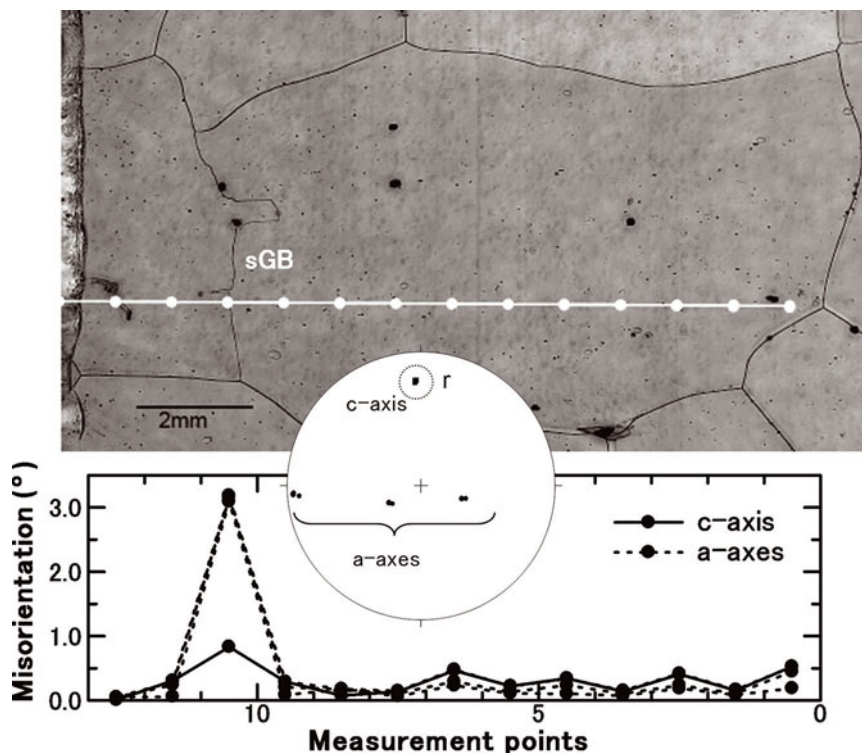 sGB
2mm
r
c-axis
a-axes
Misorientation (°)
3.0
2.0
1.0
0.0
c-axis
a-axes
10
5
0
Measurement points